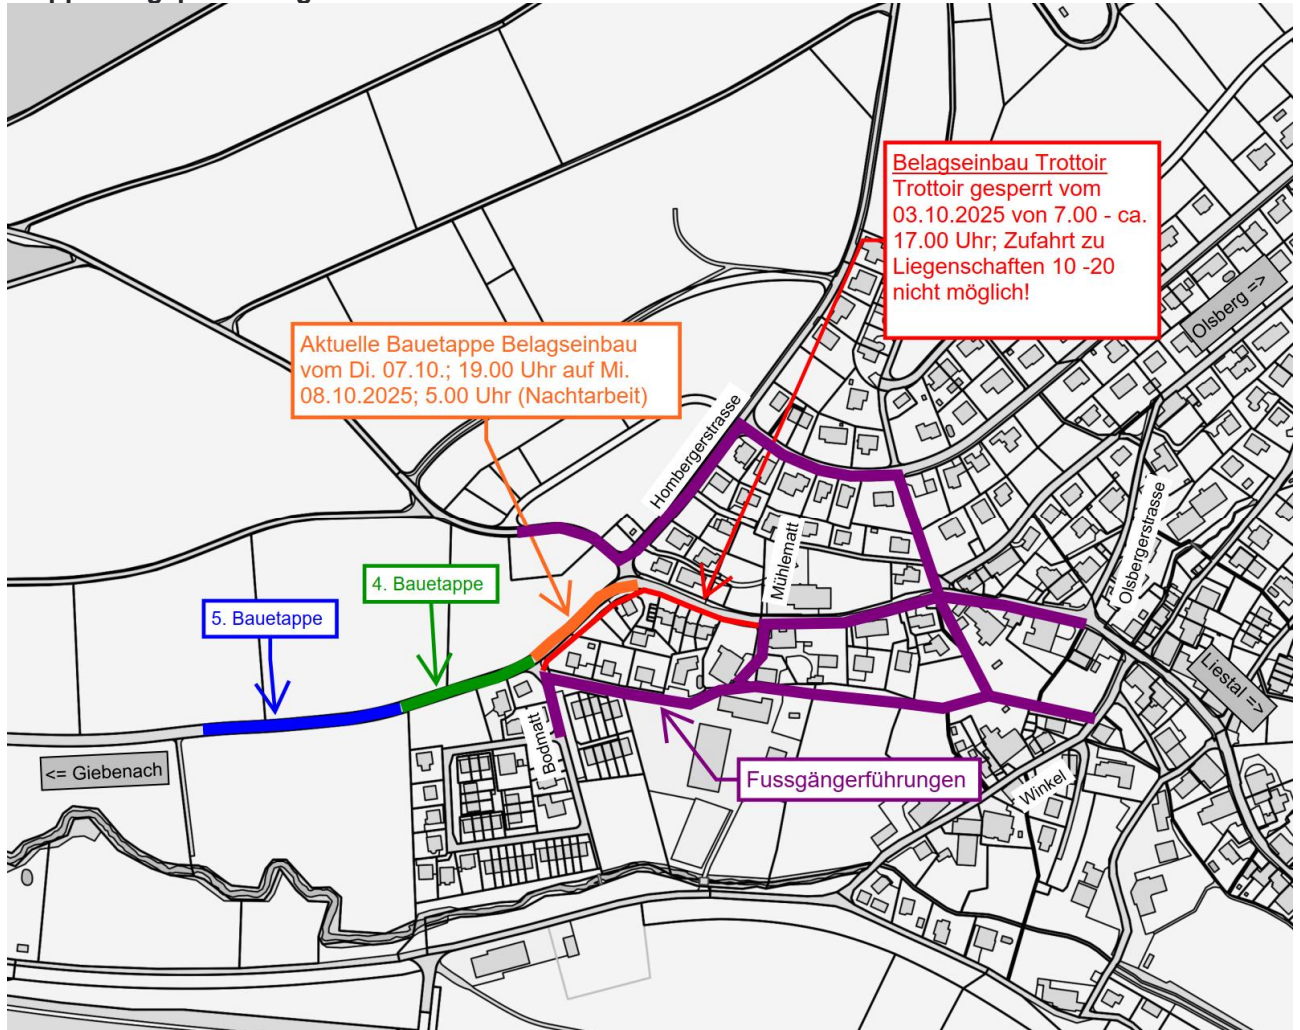 Belagseinbau Trottoir
Trottoir gesperrt vom
03.10.2025 von 7.00 - ca.
17.00 Uhr; Zufahrt zu
Liegenschaften 10 -20
nicht möglich!
Olsberg =>
Aktuelle Bauetappe Belagseinbau
vom Di. 07.10.; 19.00 Uhr auf Mi.
08.10.2025; 5.00 Uhr (Nachtarbeit)
Hombergerstrasse
Mühlematt
Olsbergerstrasse
4. Bauetappe
5. Bauetappe
Liestal =>
Bodmatt
<= Giebenach
Fussgängerführungen
Winkel